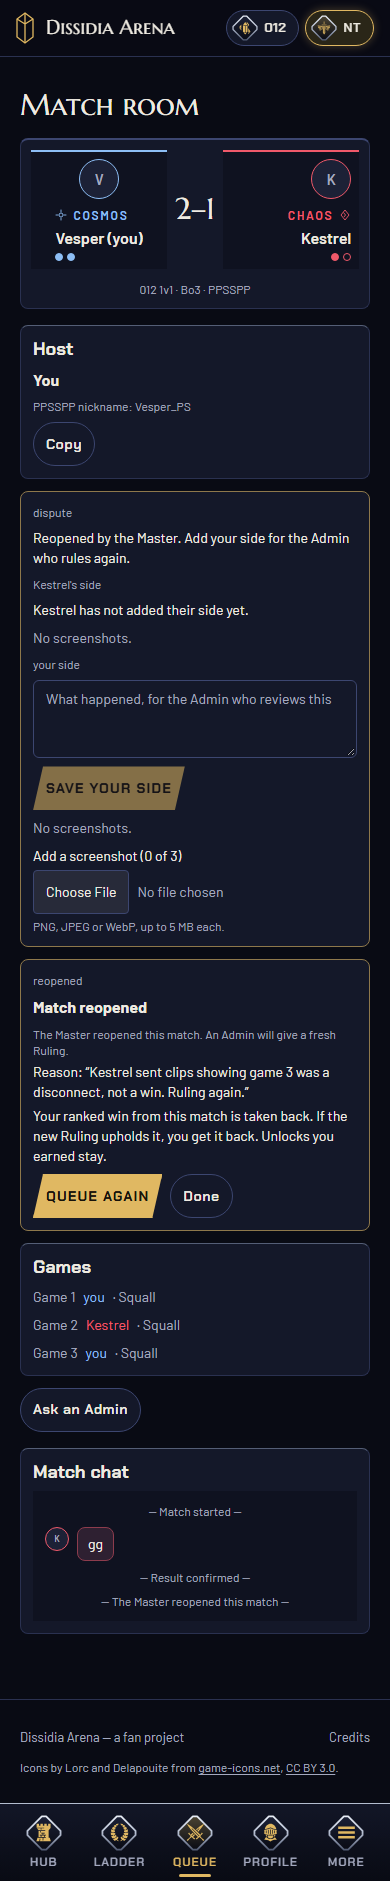 Dissidia Arena
012
NT
Match room
V
K
COSMOS
CHAOS
2–1
Vesper (you)
Kestrel
012 1v1 · Bo3 · PPSSPP
Host
You
PPSSPP nickname: Vesper_PS
Copy
dispute
Reopened by the Master. Add your side for the Admin
who rules again.
Kestrel's side
Kestrel has not added their side yet.
No screenshots.
your side
What happened, for the Admin who reviews this
SAVE YOUR SIDE
No screenshots.
Add a screenshot (0 of 3)
Choose File No file chosen
PNG, JPEG or WebP, up to 5 MB each.
reopened
Match reopened
The Master reopened this match. An Admin will give a fresh
Ruling.
Reason: “Kestrel sent clips showing game 3 was a
disconnect, not a win. Ruling again.”
Your ranked win from this match is taken back. If the
new Ruling upholds it, you get it back. Unlocks you
earned stay.
QUEUE AGAIN
Done
Games
Game 1 you · Squall
Game 2 Kestrel · Squall
Game 3 you · Squall
Ask an Admin
Match chat
— Match started —
K
gg
— Result confirmed —
— The Master reopened this match —
Dissidia Arena — a fan project
Credits
Icons by Lorc and Delapouite from game-icons.net, CC BY 3.0.
HUB
LADDER
QUEUE
PROFILE
MORE